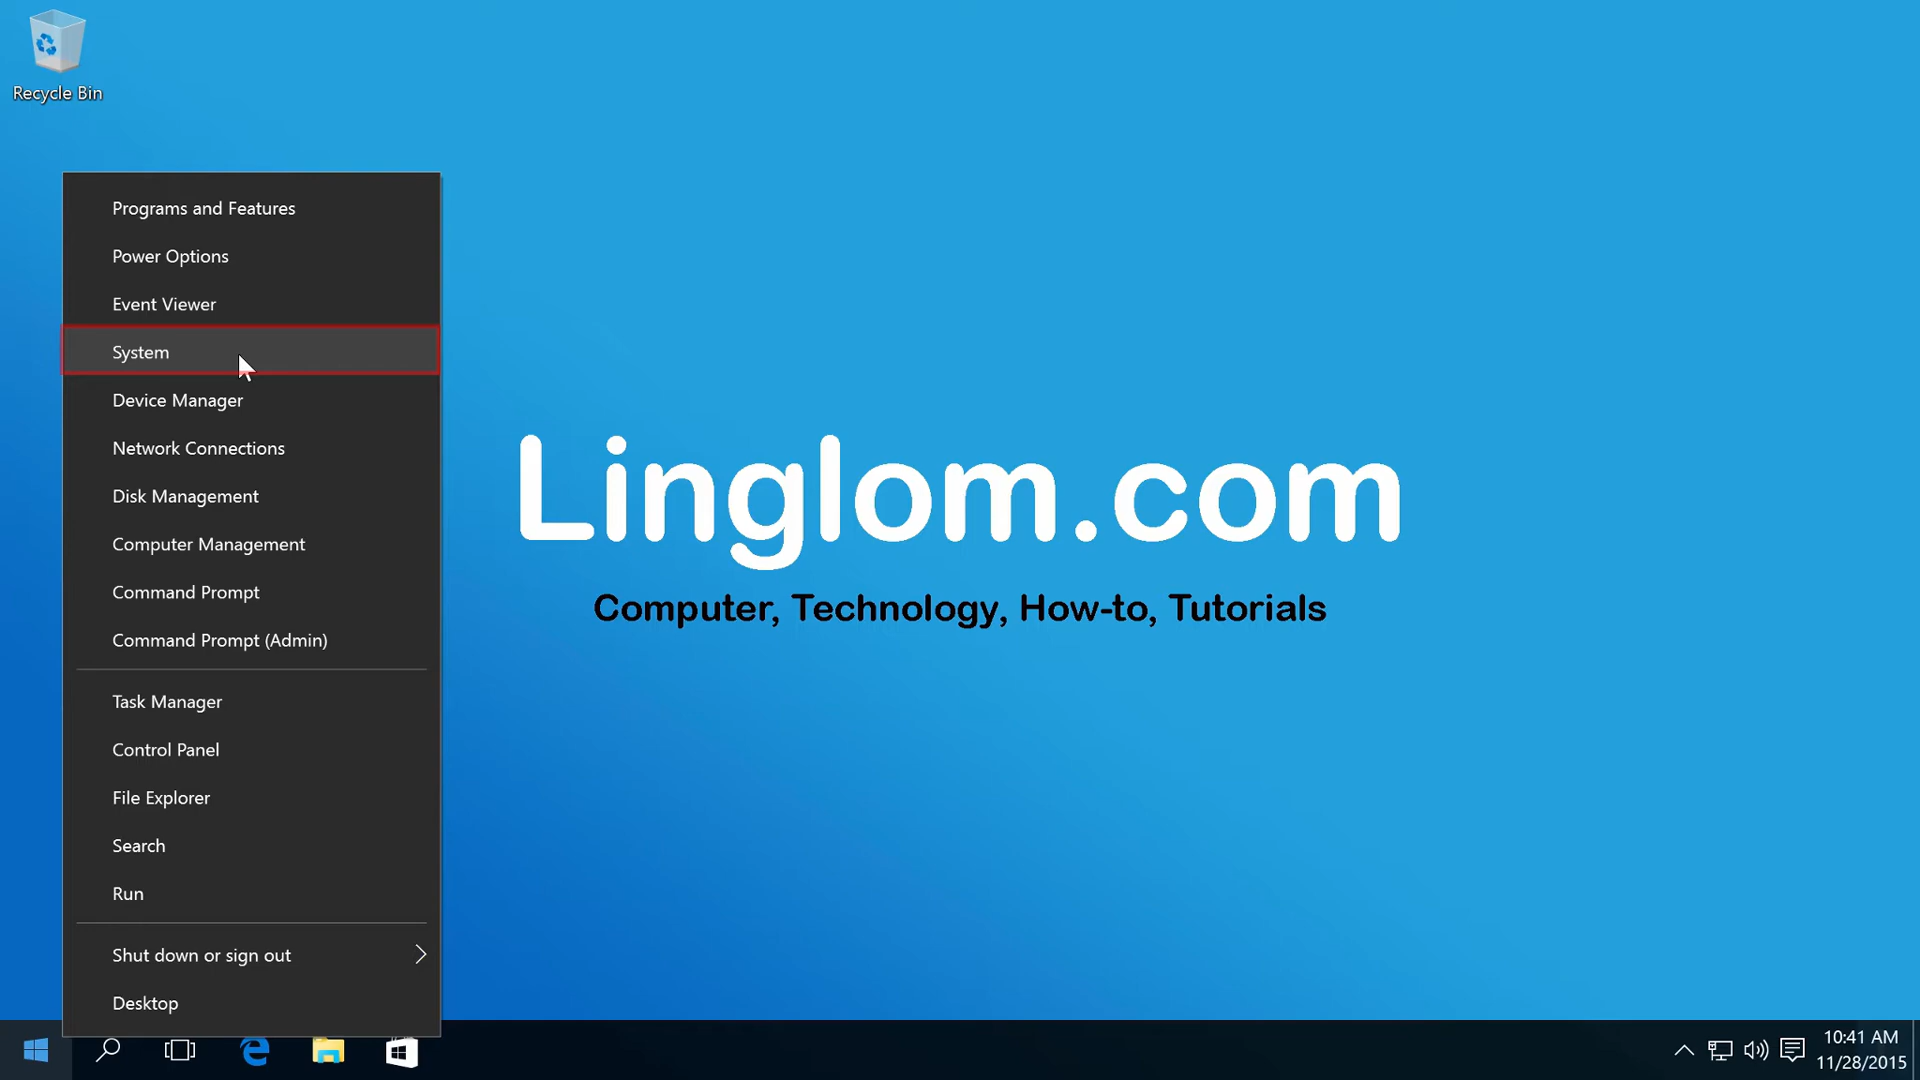 Recycle Bin
Programs and Features
Power Options
Event Viewer
System
Device Manager
Network Connections
Disk Management
Computer Management
Command Prompt
Command Prompt (Admin)
Task Manager
Control Panel
File Explorer
Search
Run
Shut down or sign out
Desktop
Linglom.com
Computer, Technology, How-to, Tutorials
10:41 AM
11/28/2015